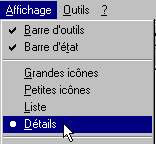 Affichage Outils ?
Barre d'outils
Barre d'état
Grandes icônes
Petites icônes
Liste
Détails